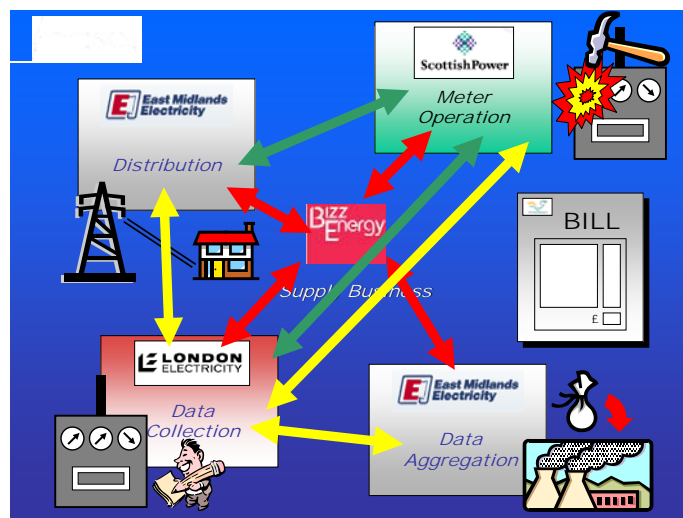 ScottishPower
Meter
Operation
East Midlands
Electricity
Distribution
Bizz
Energy
Supply Business
BILL
£
LONDON
ELECTRICITY
Data
Collection
East Midlands
Electricity
Data
Aggregation